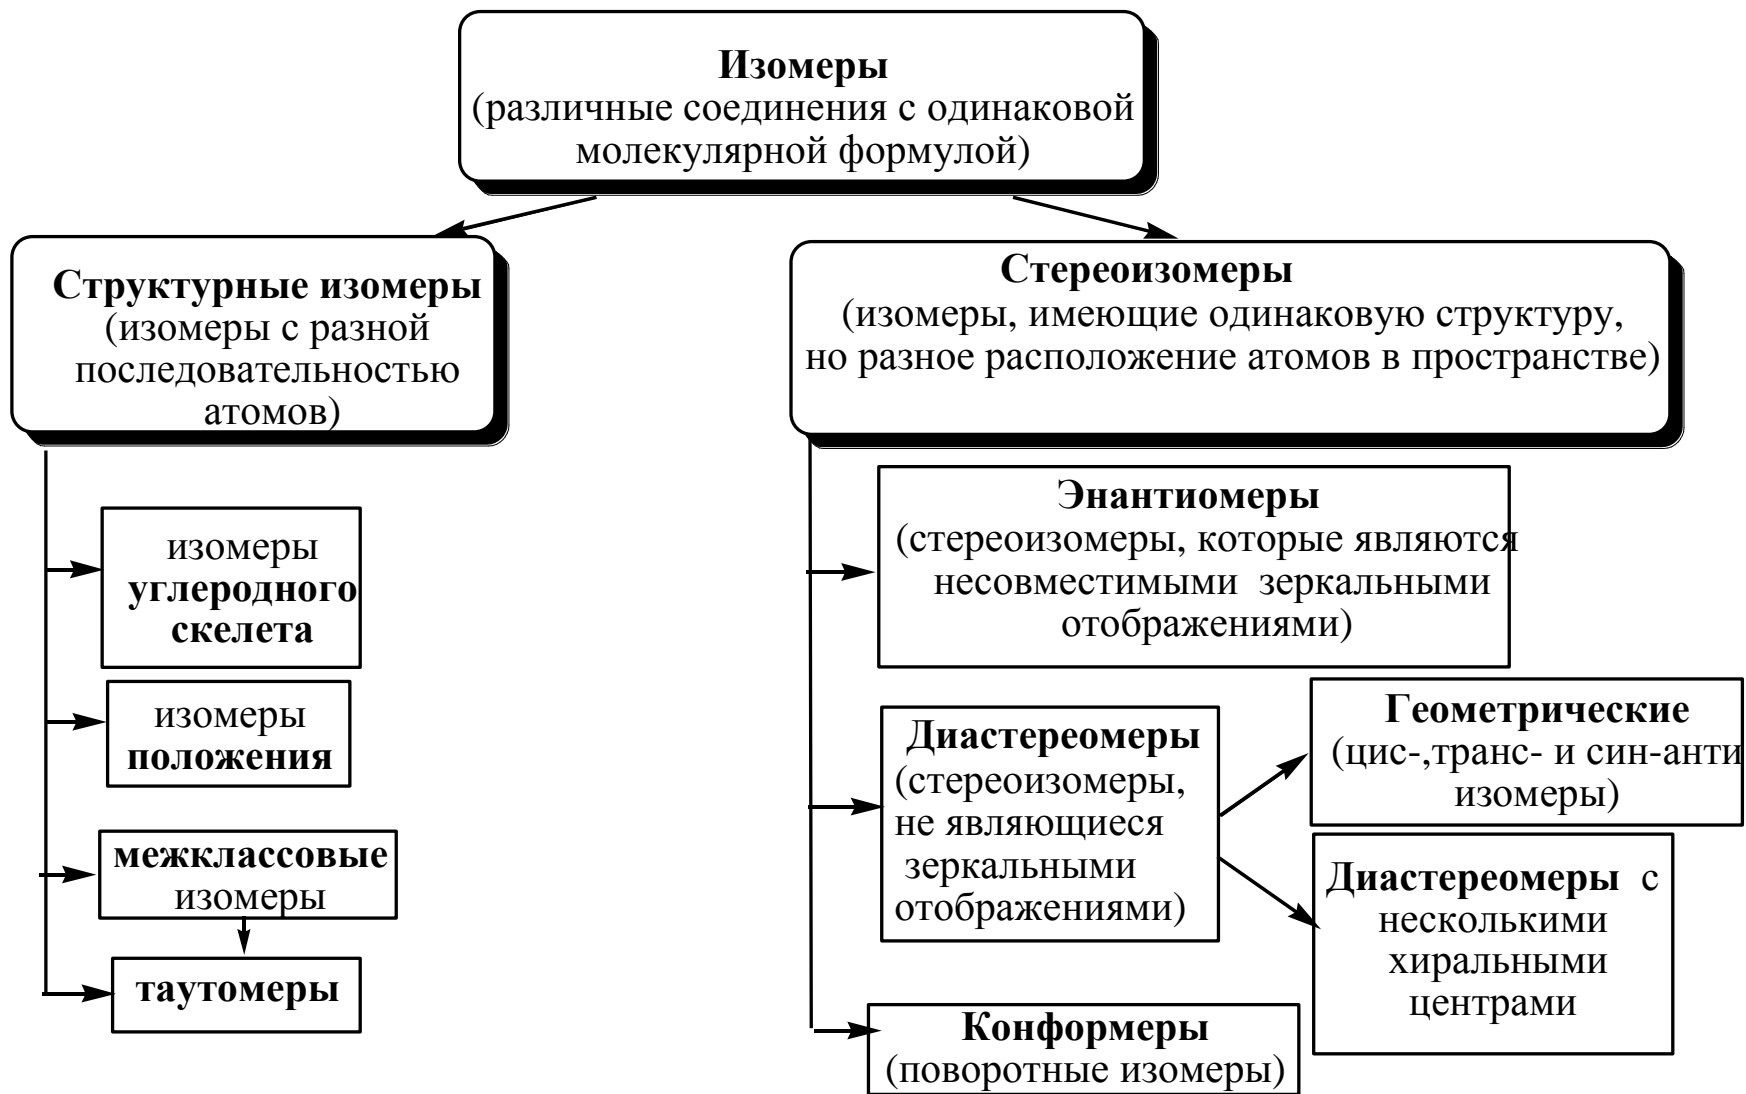 Изомеры
(различные соединения с одинаковой
молекулярной формулой)
Структурные изомеры
(изомеры с разной
последовательностью
атомов)
изомеры
углеродного
скелета
изомеры
положения
межклассовые
изомеры
таутомеры
Стереоизомеры
(изомеры, имеющие одинаковую структуру,
но разное расположение атомов в пространстве)
Энантиомеры
(стереоизомеры, которые являются
несовместимыми зеркальными
отображениями)
Диастереомеры
(стереоизомеры,
не являющиеся
зеркальными
отображениями)
Геометрические
(цис-,транс- и син-анти
изомеры)
Диастереомеры с
несколькими
хиральными
центрами
Конформеры
(поворотные изомеры)